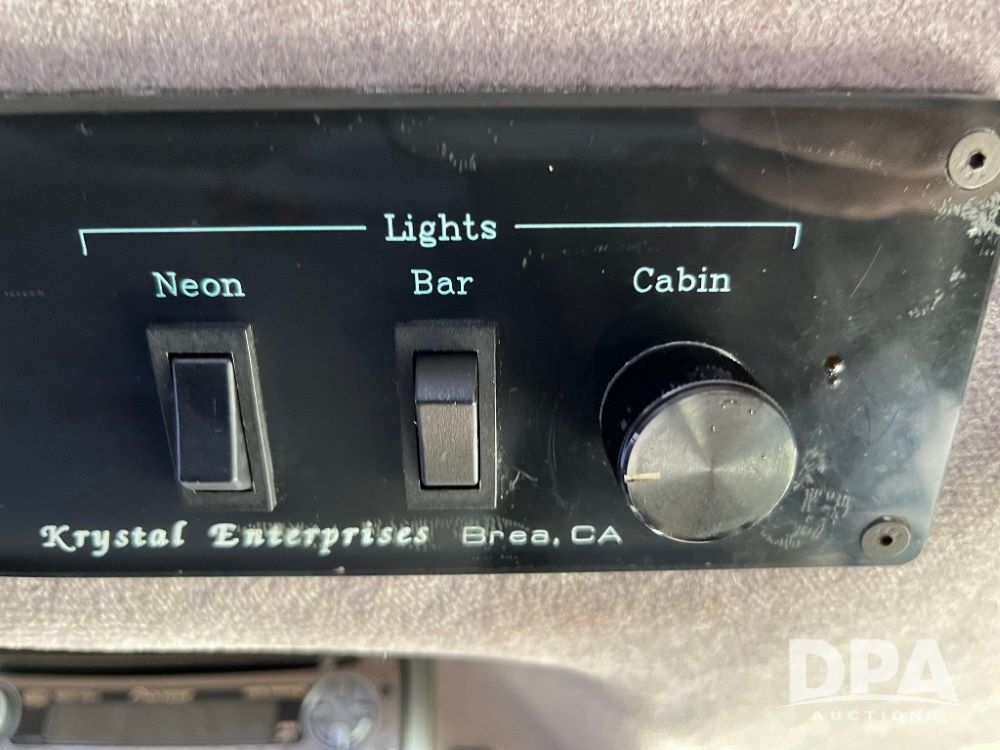 Lights
Neon Bar Cabin
Krystal Enterprises Brea, CA
DPA
AUCTIONS